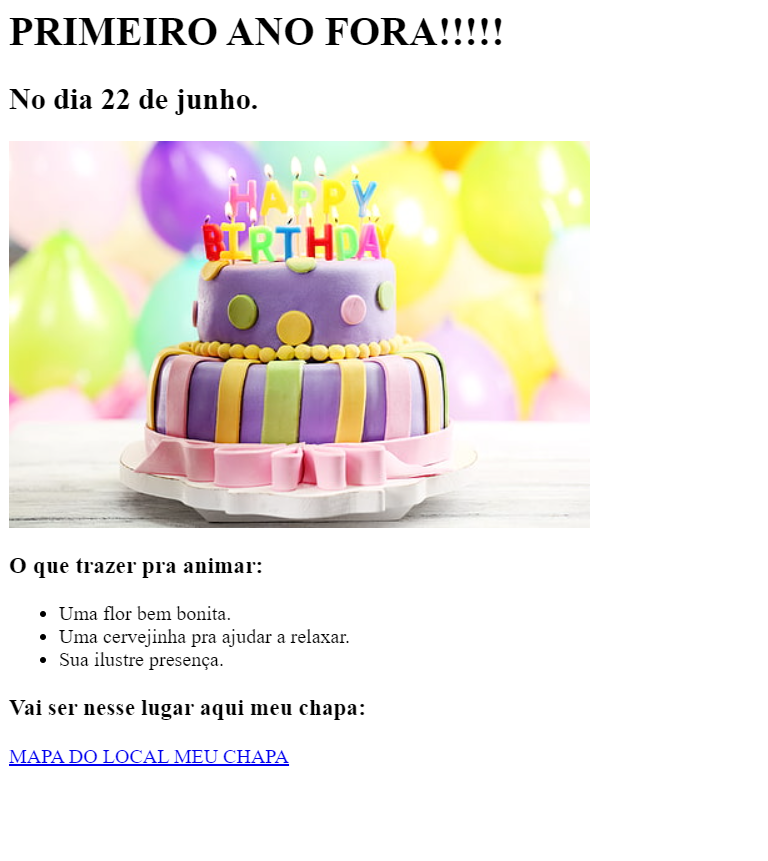 PRIMEIRO ANO FORA!!!!!
No dia 22 de junho.
HAPPY
BIRTHDAY
O que trazer pra animar:
Uma flor bem bonita.
Uma cervejinha pra ajudar a relaxar.
Sua ilustre presença.
Vai ser nesse lugar aqui meu chapa:
MAPA DO LOCAL MEU CHAPA